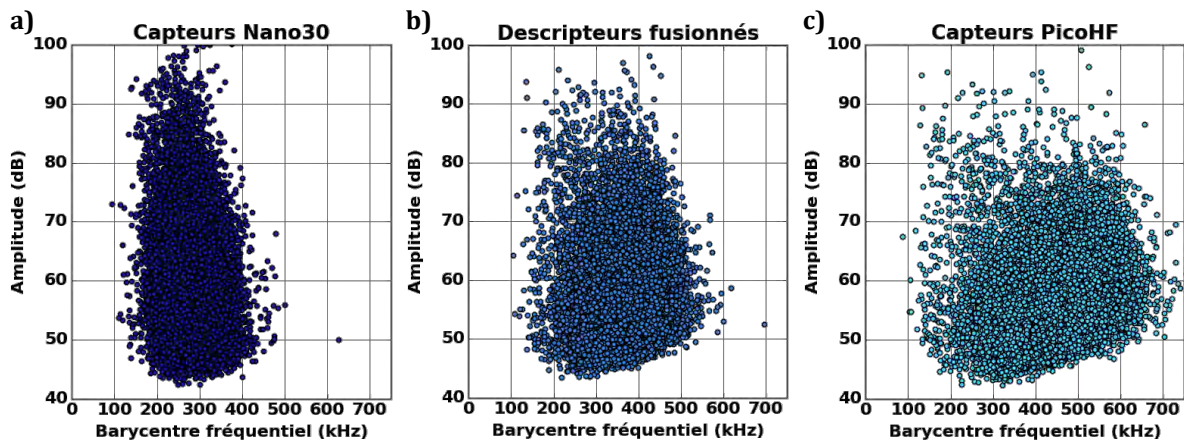 a)
Capteurs Nano30
100
90
80
70
60
50
40
Amplitude (dB)
0 100 200 300 400 500 600 700
Barycentre fréquentiel (kHz)
b)
Descripteurs fusionnés
100
90
80
70
60
50
40
Amplitude (dB)
0 100 200 300 400 500 600 700
Barycentre fréquentiel (kHz)
c)
Capteurs PicoHF
100
90
80
70
60
50
40
Amplitude (dB)
0 100 200 300 400 500 600 700
Barycentre fréquentiel (kHz)